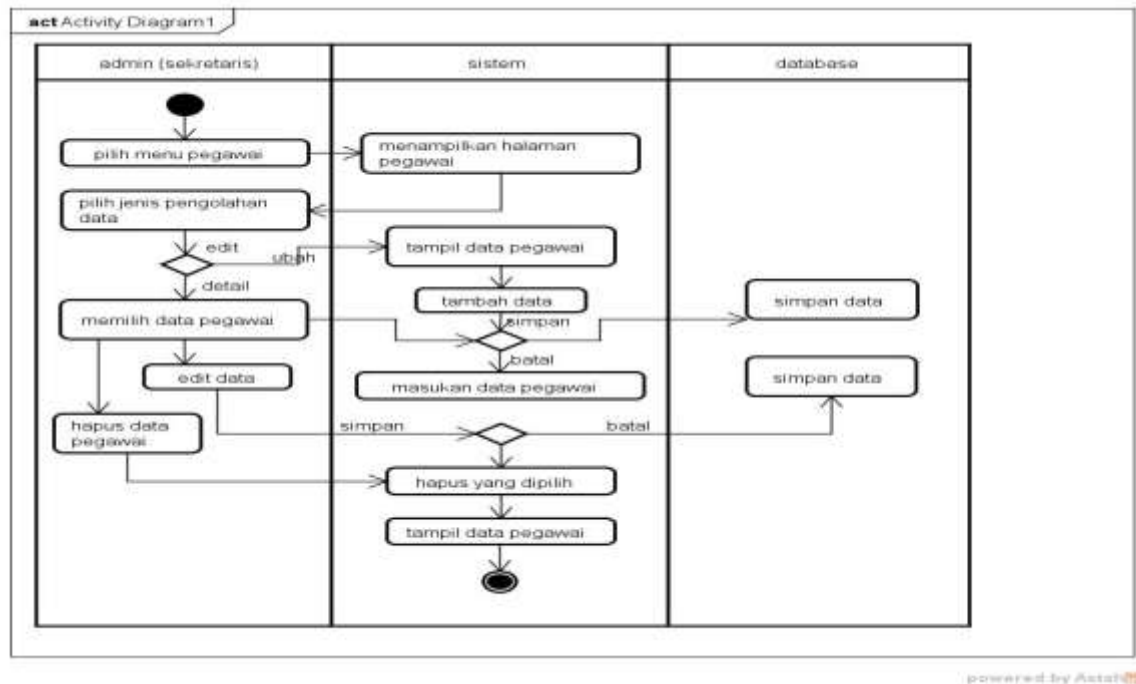 act Activity Diagram1
admin (sekretaris)
sistem
database
pilih menu pegawai
menampilkan halaman
pegawai
pilih jenis pengolahan
data
edit
ubah
tampil data pegawai
detail
tambah data
simpan data
memilih data pegawai
simpan
batal
edit data
masukan data pegawai
simpan data
hapus data
pegawai
simpan
batal
hapus yang dipilih
tampil data pegawai
powered by Astah